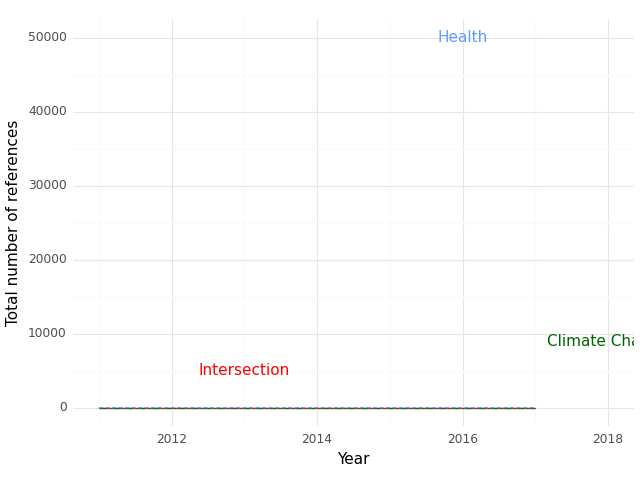 Health
50000
40000
30000
20000
10000
0
Total number of references
Climate Cha
Intersection
2012
2014
2016
2018
Year